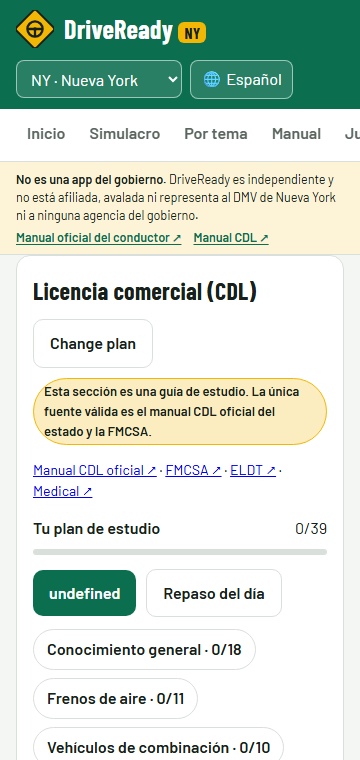 DriveReady NY
NY · Nueva York
Español
Inicio Simulacro Por tema Manual Ju
No es una app del gobierno. DriveReady es independiente y
no está afiliada, avalada ni representa al DMV de Nueva York
ni a ninguna agencia del gobierno.
Manual oficial del conductor ↗ Manual CDL ↗
Licencia comercial (CDL)
Change plan
Esta sección es una guía de estudio. La única
fuente válida es el manual CDL oficial del
estado y la FMCSA.
Manual CDL oficial ↗ · FMCSA ↗ · ELDT ↗ ·
Medical ↗
Tu plan de estudio 0/39
undefined Repaso del día
Conocimiento general · 0/18
Frenos de aire · 0/11
Vehículos de combinación · 0/10